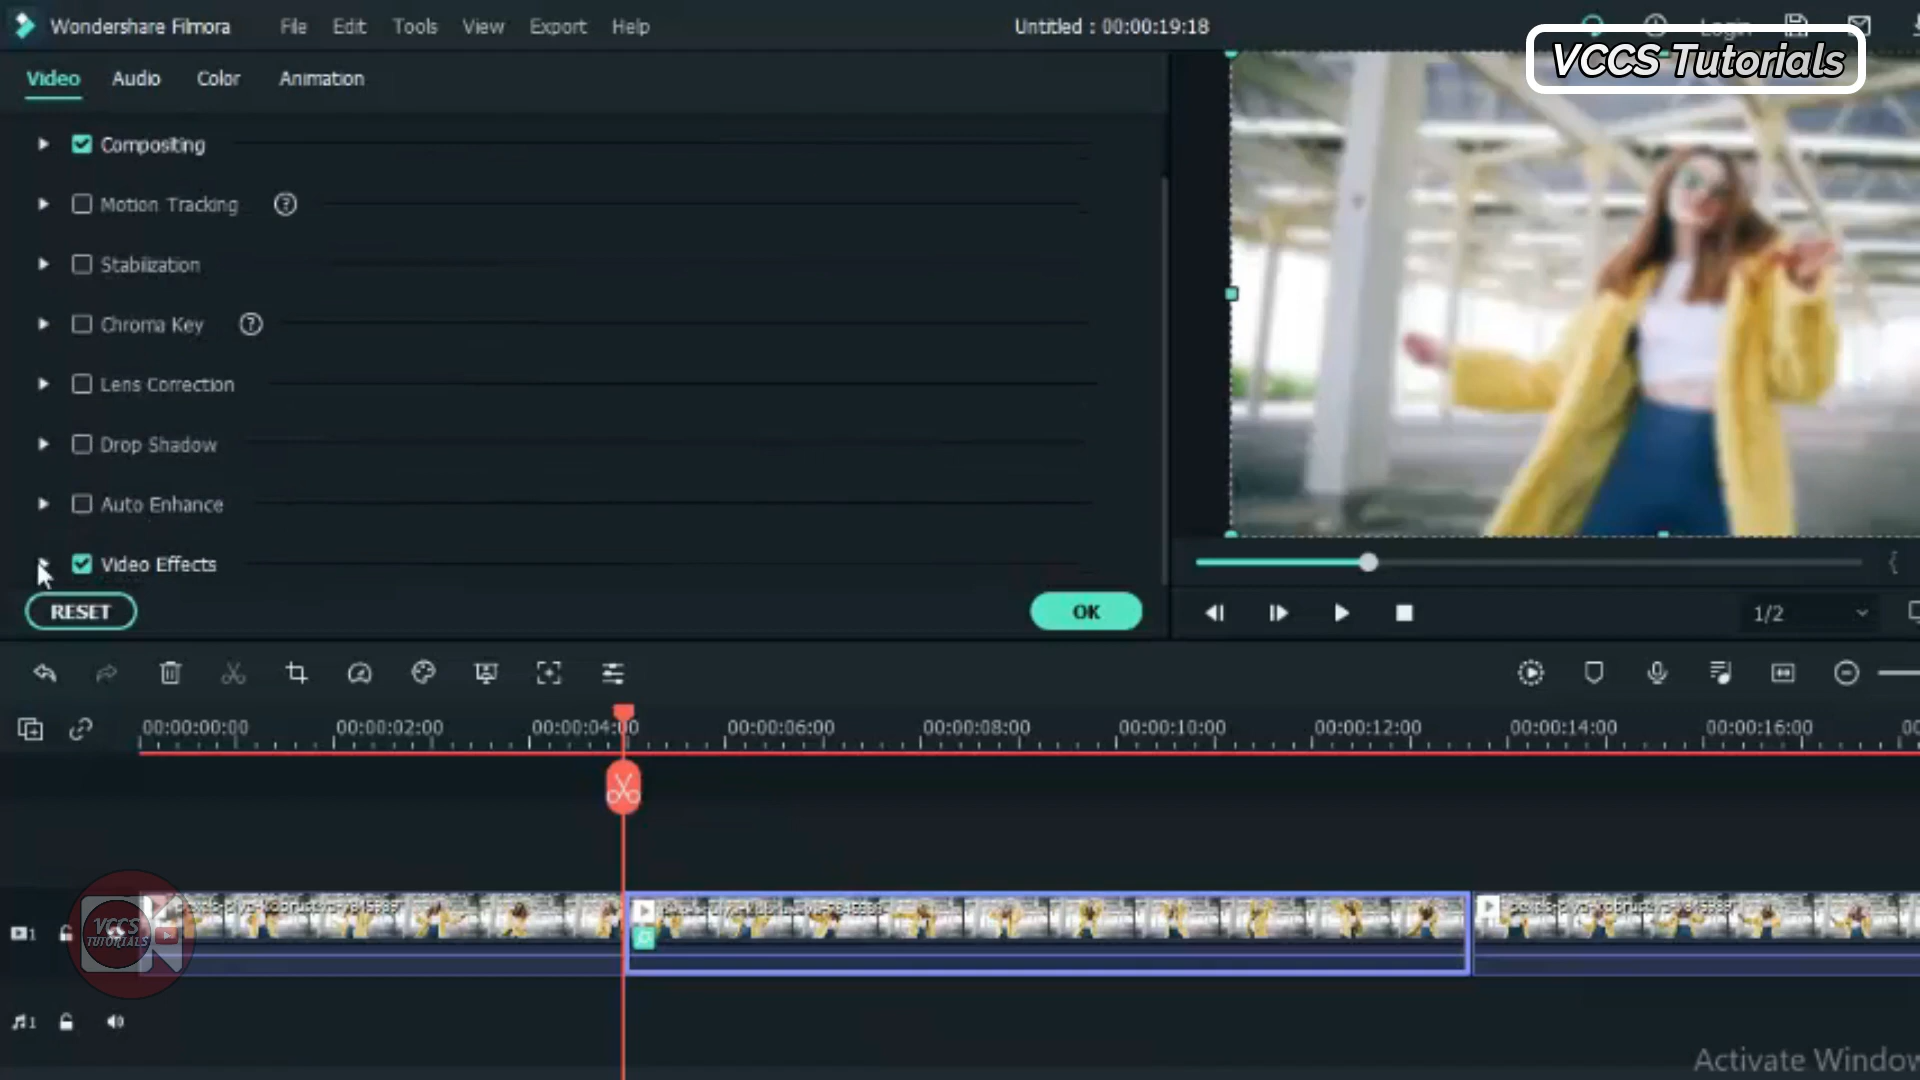 Wondershare Filmora
File Edit Tools View Export Help
Untitled : 00:00:19:18
Login
VCCS Tutorials
Video Audio Color Animation
Compositing
Motion Tracking ?
Stabilization
Chroma Key ?
Lens Correction
Drop Shadow
Auto Enhance
Video Effects
RESET
OK
1/2
00:00:00:00 00:00:02:00 00:00:04:00 00:00:06:00 00:00:08:00 00:00:10:00 00:00:12:00 00:00:14:00 00:00:16:00
1
VCCS
TUTORIALS
1
Activate Window